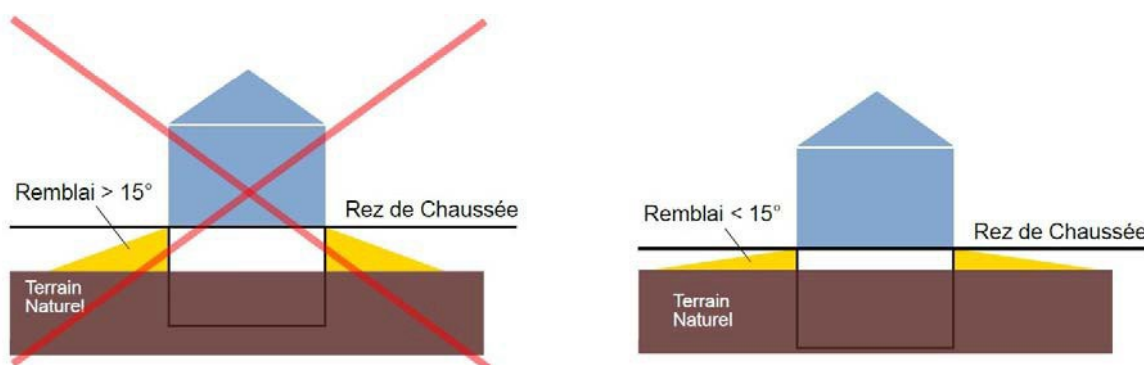 Remblai > 15°
Rez de Chaussée
Terrain
Naturel
Remblai < 15°
Rez de Chaussée
Terrain
Naturel